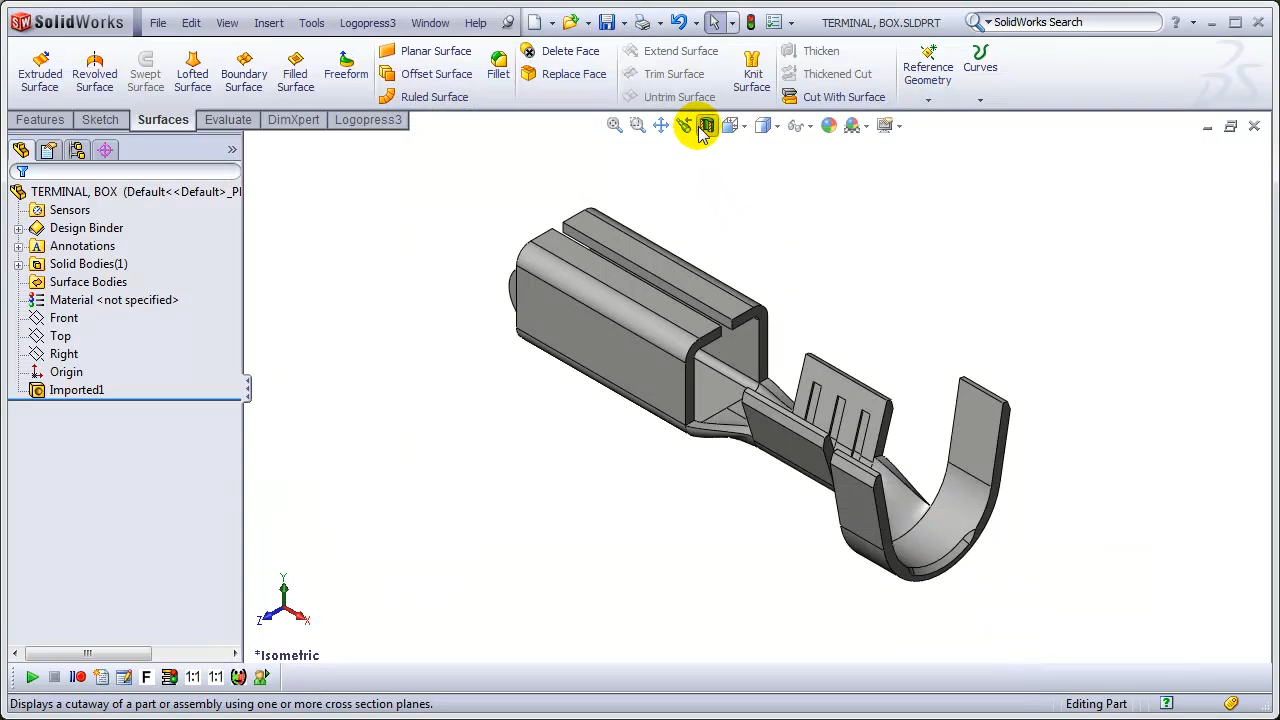 SolidWorks File Edit View Insert Tools Logopress3 Window Help TERMINAL, BOX.SLDPRT SolidWorks Search
Extruded Surface
Revolved Surface
Swept Surface
Lofted Surface
Boundary Surface
Filled Surface
Freeform
Planar Surface
Offset Surface
Ruled Surface
Fillet
Delete Face
Replace Face
Extend Surface
Trim Surface
Untrim Surface
Knit Surface
Thicken
Thickened Cut
Cut With Surface
Reference Geometry
Curves
Features Sketch Surfaces Evaluate DimXpert Logopress3
TERMINAL, BOX (Default<<Default>_P
Sensors
Design Binder
Annotations
Solid Bodies(1)
Surface Bodies
Material <not specified>
Front
Top
Right
Origin
Imported1
Y
Z X
*Isometric
F 1:1 1:1
Displays a cutaway of a part or assembly using one or more cross section planes. Editing Part